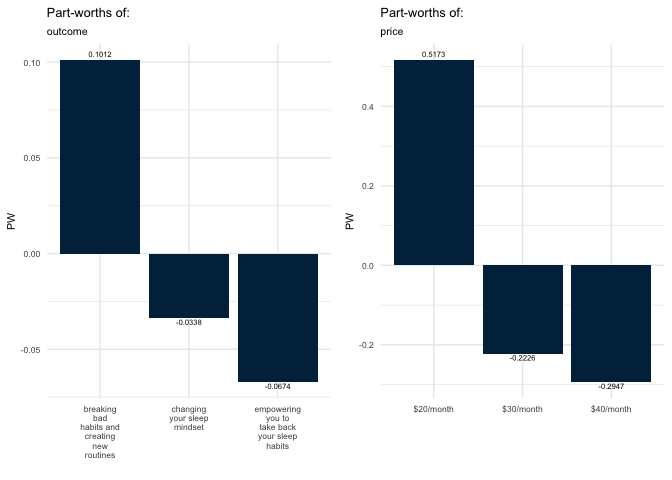 Part-worths of:
outcome
0.1012
0.10
0.05
PW
0.00
-0.0338
-0.05
-0.0674
breaking
bad
habits and
creating
new
routines
changing
your sleep
mindset
empowering
you to
take back
your sleep
habits
Part-worths of:
price
0.5173
0.4
0.2
PW
0.0
-0.2
-0.2226
-0.2947
$20/month
$30/month
$40/month